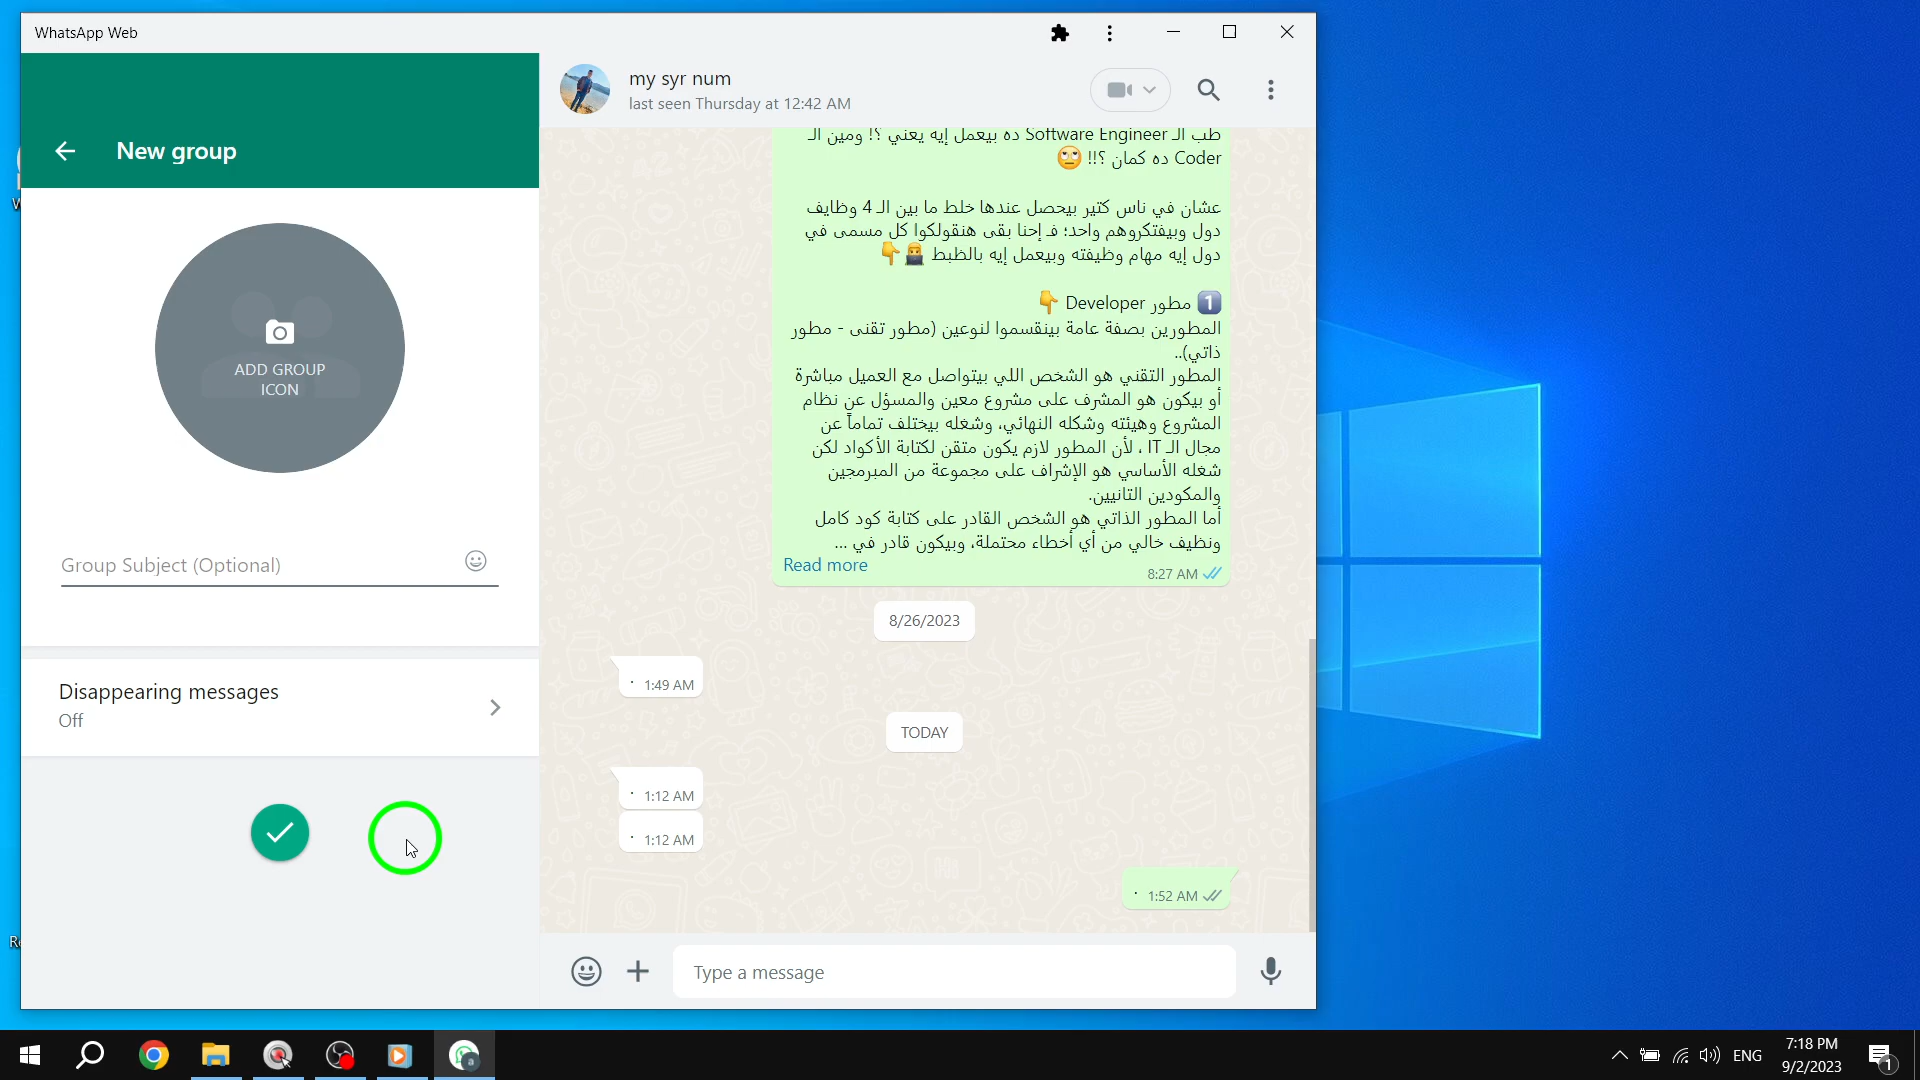 WhatsApp Web
New group
ADD GROUP
ICON
Group Subject (Optional)
Disappearing messages
Off
my syr num
last seen Thursday at 12:42 AM
طب الـ Software Engineer ده بيعمل إيه يعني ؟! ومين الـ
Coder ده كمان ؟!! 🙄
عشان في ناس كتير بيحصل عندها خلط ما بين الـ 4 وظايف
دول وبيفتكروهم واحد؛ فـ إحنا بقى هنقولكوا كل مسمى في
دول إيه مهام وظيفته وبيعمل إيه بالظبط 👨‍💻👇
1️⃣ مطور Developer 👇
المطورين بصفة عامة بينقسموا لنوعين (مطور تقنى - مطور
ذاتي)..
المطور التقني هو الشخص اللي بيتواصل مع العميل مباشرة
أو بيكون هو المشرف على مشروع معين والمسؤل عن نظام
المشروع وهيئته وشكله النهائي، وشغله بيختلف تماماً عن
مجال الـ IT ، لأن المطور لازم يكون متقن لكتابة الأكواد لكن
شغله الأساسي هو الإشراف على مجموعة من المبرمجين
والمكودين التانيين.
أما المطور الذاتي هو الشخص القادر على كتابة كود كامل
ونظيف خالي من أي أخطاء محتملة، وبيكون قادر في ...
Read more
8:27 AM
8/26/2023
. 1:49 AM
TODAY
. 1:12 AM
. 1:12 AM
. 1:52 AM
Type a message
ENG
7:18 PM
9/2/2023
1